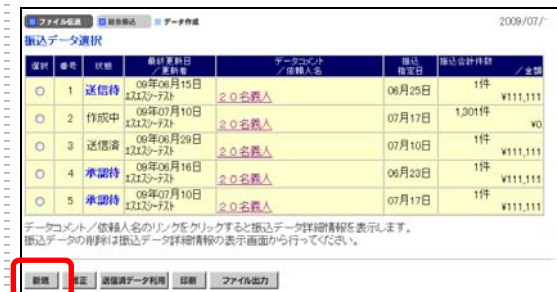 ファイル伝送 総合振込 データ作成 2009/07/
振込データ選択
選択 番号 状態 最終更新日／更新者 データコメント／依頼人名 振込指定日 振込合計件数／金額
1 送信待 09年06月15日 ｴｽｴｽｼｰﾃｽﾄ ２０名義人 06月25日 1件 ¥111,111
2 作成中 09年07月10日 ｴｽｴｽｼｰﾃｽﾄ ２０名義人 07月17日 1,301件 ¥0
3 送信済 09年06月29日 ｴｽｴｽｼｰﾃｽﾄ ２０名義人 07月10日 1件 ¥111,111
4 承認待 09年06月16日 ｴｽｴｽｼｰﾃｽﾄ ２０名義人 06月23日 1件 ¥111,111
5 承認待 09年07月10日 ｴｽｴｽｼｰﾃｽﾄ ２０名義人 07月17日 1件 ¥111,111
データコメント／依頼人名のリンクをクリックすると振込データ詳細情報を表示します。
振込データの削除は振込データ詳細情報の表示画面から行ってください。
新規 修正 送信済データ利用 印刷 ファイル出力